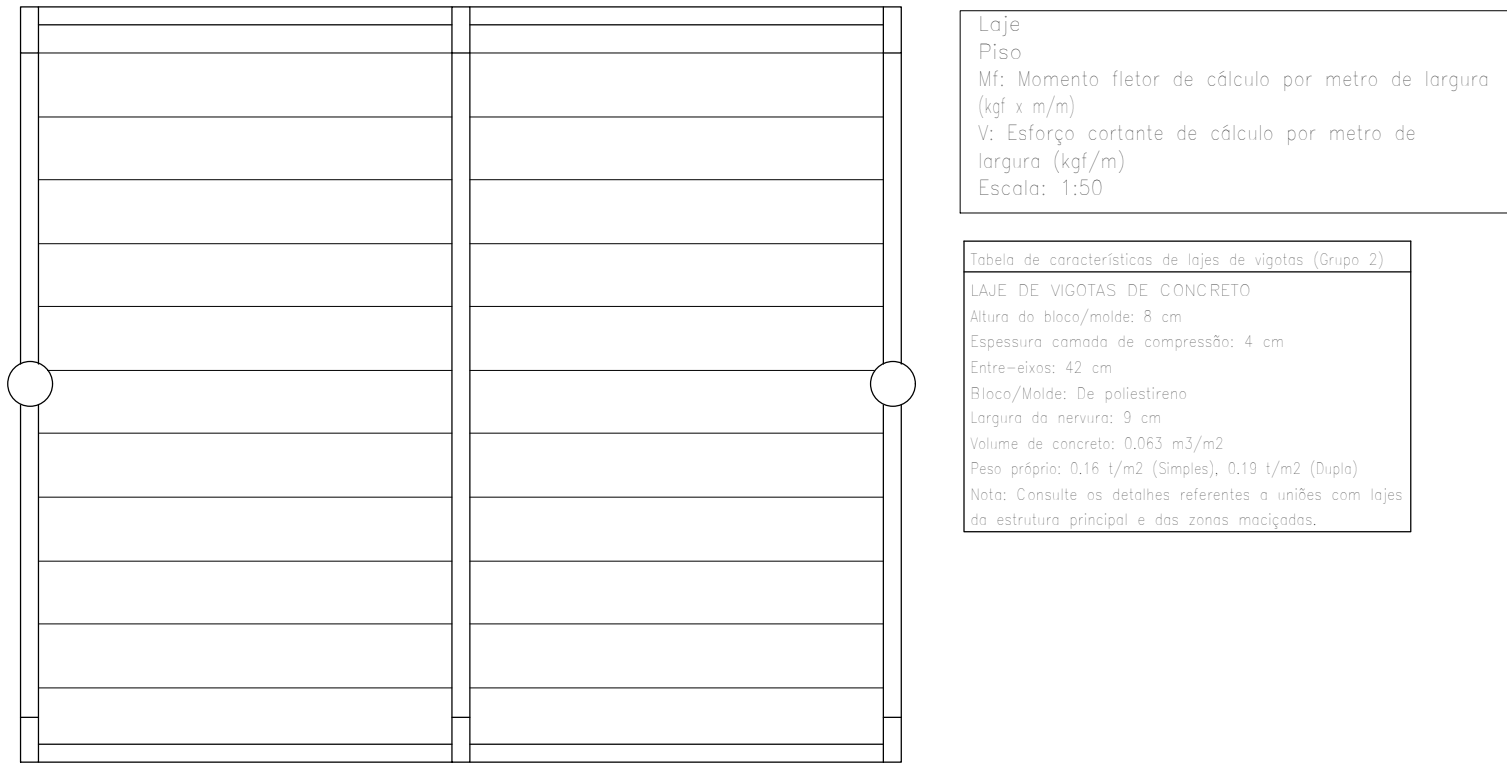 Laje
Piso
Mf: Momento fletor de cálculo por metro de largura
(kgf x m/m)
V: Esforço cortante de cálculo por metro de
largura (kgf/m)
Escala: 1:50
Tabela de características de lajes de vigotas (Grupo 2)
LAJE DE VIGOTAS DE CONCRETO
Altura do bloco/molde: 8 cm
Espessura camada de compressão: 4 cm
Entre-eixos: 42 cm
Bloco/Molde: De poliestireno
Largura da nervura: 9 cm
Volume de concreto: 0.063 m3/m2
Peso próprio: 0.16 t/m2 (Simples), 0.19 t/m2 (Dupla)
Nota: Consulte os detalhes referentes a uniões com lajes
da estrutura principal e das zonas maciçadas.